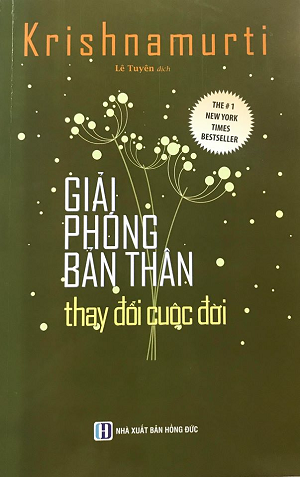 Krishnamurti
Lê Tuyên dịch
THE # 1
NEW YORK
TIMES
BESTSELLER
GIẢI
PHÓNG
BẢN THÂN
thay đổi cuộc đời
NHÀ XUẤT BẢN HỒNG ĐỨC